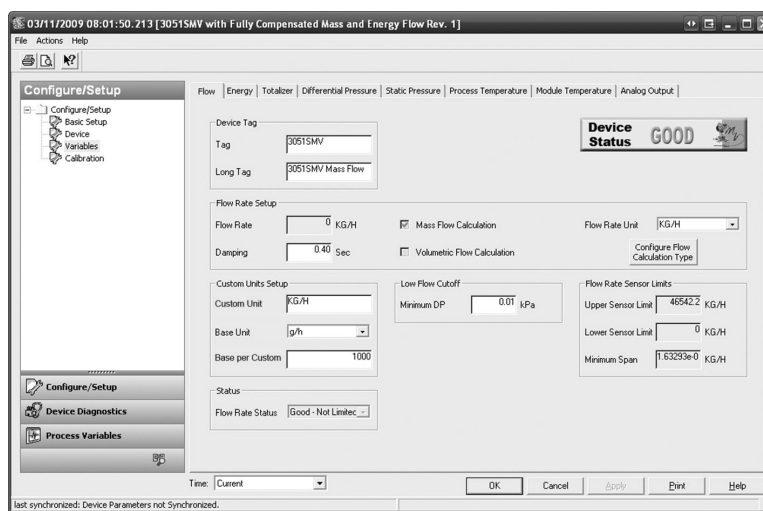 03/11/2009 08:01:50.213 [3051SMV with Fully Compensated Mass and Energy Flow Rev. 1]
File Actions Help
Configure/Setup
Configure/Setup
Basic Setup
Device
Variables
Calibration
Configure/Setup
Device Diagnostics
Process Variables
Flow Energy Totalizer Differential Pressure Static Pressure Process Temperature Module Temperature Analog Output
Device Tag
Tag 3051SMV
Long Tag 3051SMV Mass Flow
Device Status GOOD
Flow Rate Setup
Flow Rate 0 KG/H Mass Flow Calculation Flow Rate Unit KG/H
Damping 0.40 Sec Volumetric Flow Calculation Configure Flow Calculation Type
Custom Units Setup
Custom Unit KG/H
Base Unit g/h
Base per Custom 1000
Low Flow Cutoff
Minimum DP 0.01 kPa
Flow Rate Sensor Limits
Upper Sensor Limit 46542.2 KG/H
Lower Sensor Limit 0 KG/H
Minimum Span 1.63293e-0 KG/H
Status
Flow Rate Status Good - Not Limitec
Time: Current OK Cancel Apply Print Help
last synchronized: Device Parameters not Synchronized.